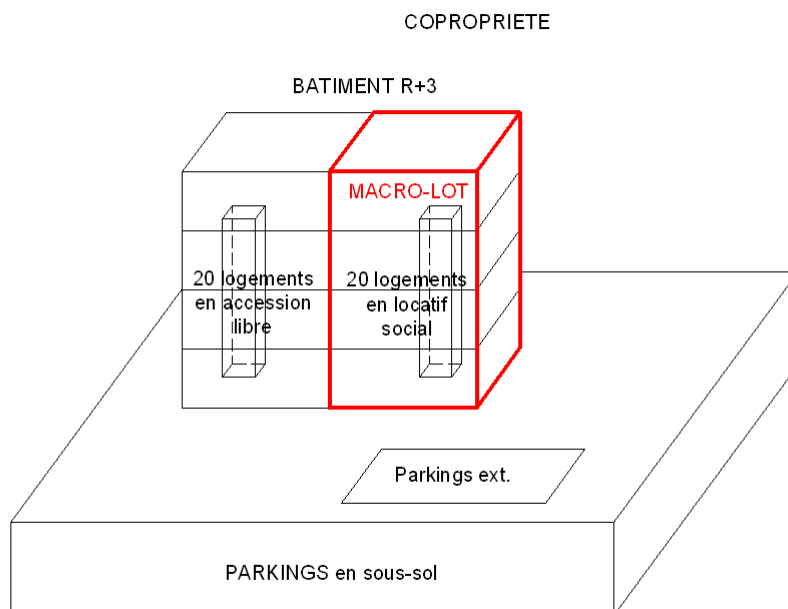 COPROPRIETE
BATIMENT R+3
MACRO-LOT
20 logements
en accession
libre
20 logements
en locatif
social
Parkings ext.
PARKINGS en sous-sol